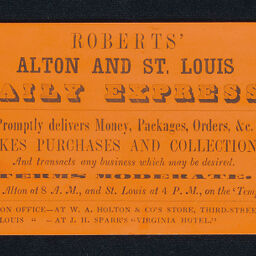 ROBERTS'
ALTON AND ST. LOUIS
AILY EXPRESS
Promptly delivers Money, Packages, Orders, &c.
KES PURCHASES AND COLLECTION
And transacts any business which may be desired.
TERMS MODERATE.
Alton at 8 A. M., and St. Louis at 4 P. M., on the 'Temp
ON OFFICE—AT W. A. HOLTON & CO'S STORE, THIRD-STREE
LOUIS " —AT J. H. SPARR'S "VIRGINIA HOTEL."